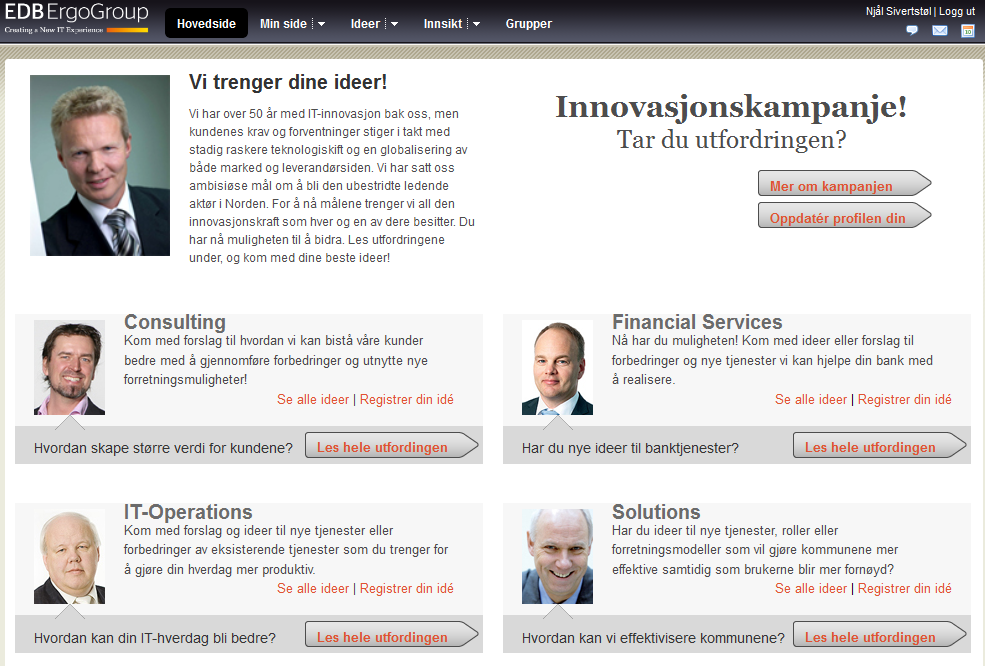 EDB ErgoGroup
Creating a New IT Experience
Hovedside Min side Ideer Innsikt Grupper
Njål Sivertstøl | Logg ut
Vi trenger dine ideer!
Vi har over 50 år med IT-innovasjon bak oss, men
kundenes krav og forventninger stiger i takt med
stadig raskere teknologiskift og en globalisering av
både marked og leverandørsiden. Vi har satt oss
ambisiøse mål om å bli den ubestridte ledende
aktør i Norden. For å nå målene trenger vi all den
innovasjonskraft som hver og en av dere besitter. Du
har nå muligheten til å bidra. Les utfordringene
under, og kom med dine beste ideer!
Innovasjonskampanje!
Tar du utfordringen?
Mer om kampanjen
Oppdatér profilen din
Consulting
Kom med forslag til hvordan vi kan bistå våre kunder
bedre med å gjennomføre forbedringer og utnytte nye
forretningsmuligheter!
Se alle ideer | Registrer din idé
Hvordan skape større verdi for kundene?
Les hele utfordingen
Financial Services
Nå har du muligheten! Kom med ideer eller forslag til
forbedringer og nye tjenester vi kan hjelpe din bank med
å realisere.
Se alle ideer | Registrer din idé
Har du nye ideer til banktjenester?
Les hele utfordingen
IT-Operations
Kom med forslag og ideer til nye tjenester eller
forbedringer av eksisterende tjenester som du trenger for
å gjøre din hverdag mer produktiv.
Se alle ideer | Registrer din idé
Hvordan kan din IT-hverdag bli bedre?
Les hele utfordingen
Solutions
Har du ideer til nye tjenester, roller eller
forretningsmodeller som vil gjøre kommunene mer
effektive samtidig som brukerne blir mer fornøyd?
Se alle ideer | Registrer din idé
Hvordan kan vi effektivisere kommunene?
Les hele utfordingen